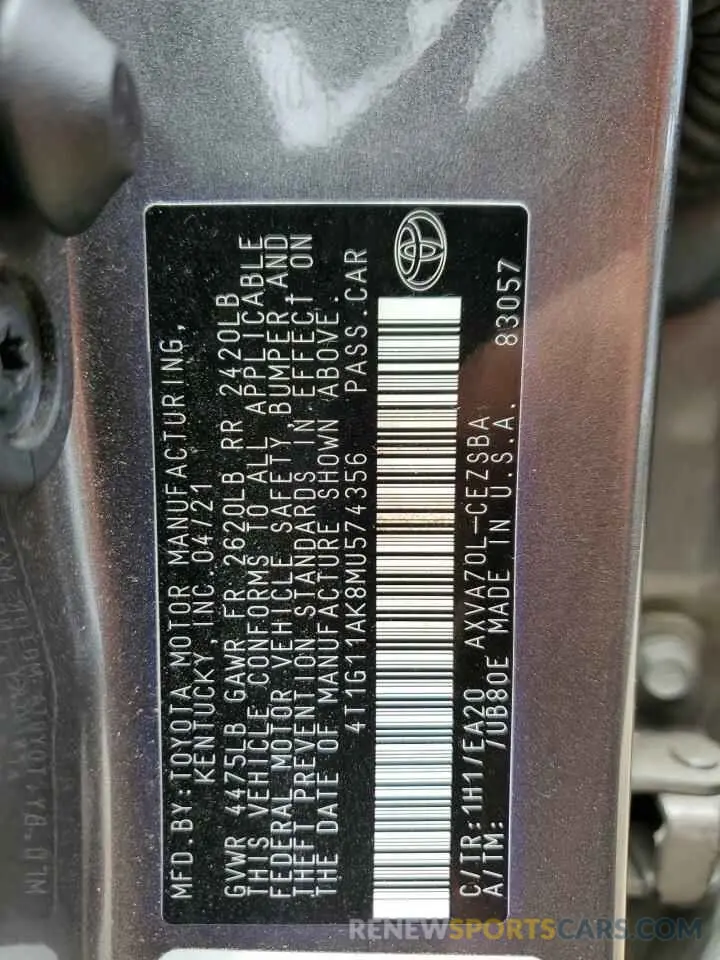 MFD.BY:TOYOTA MOTOR MANUFACTURING,
KENTUCKY, INC. 04/21
GVWR 4475LB GAWR FR 2620LB RR 2420LB
THIS VEHICLE CONFORMS TO ALL APPLICABLE
FEDERAL MOTOR VEHICLE SAFETY, BUMPER, AND
THEFT PREVENTION STANDARDS IN EFFECT ON
THE DATE OF MANUFACTURE SHOWN ABOVE.
4T1G11AK8MU574356 PASS.CAR
C/TR:1H1/EA20 AXVA70L-CEZSBA
A/TM: /UB80E MADE IN U.S.A. 83057
RENEWSPORTSCARS.COM